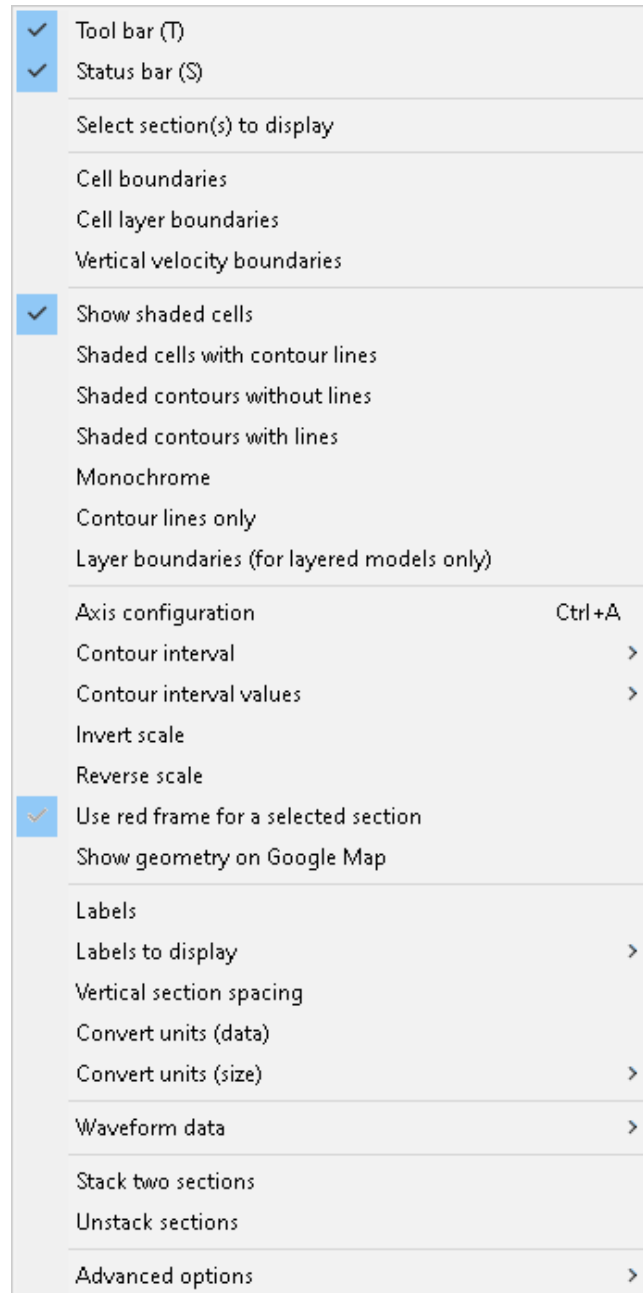 Tool bar (T)
Status bar (S)
Select section(s) to display
Cell boundaries
Cell layer boundaries
Vertical velocity boundaries
Show shaded cells
Shaded cells with contour lines
Shaded contours without lines
Shaded contours with lines
Monochrome
Contour lines only
Layer boundaries (for layered models only)
Axis configuration Ctrl+A
Contour interval
Contour interval values
Invert scale
Reverse scale
Use red frame for a selected section
Show geometry on Google Map
Labels
Labels to display
Vertical section spacing
Convert units (data)
Convert units (size)
Waveform data
Stack two sections
Unstack sections
Advanced options